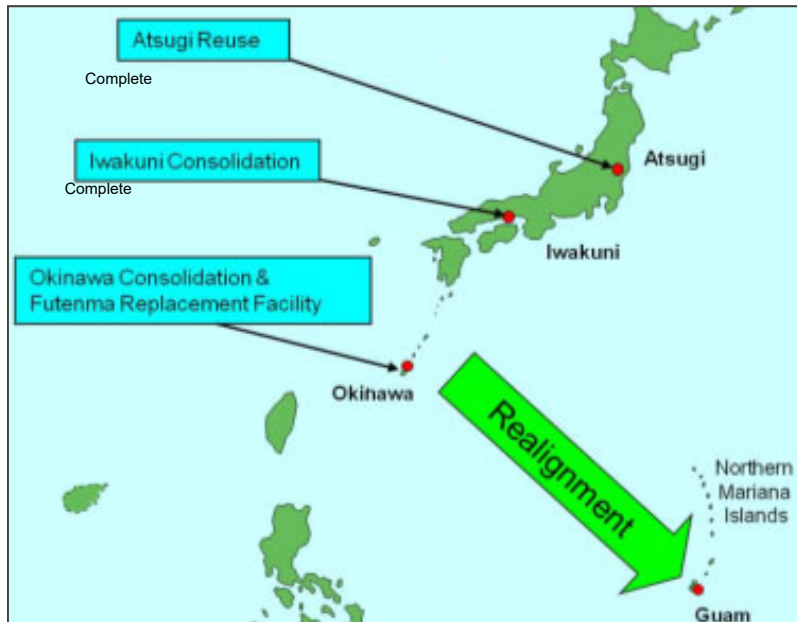 Atsugi Reuse
Complete
Atsugi
Iwakuni Consolidation
Complete
Iwakuni
Okinawa Consolidation &
Futenma Replacement Facility
Okinawa
Realignment
Northern
Mariana
Islands
Guam